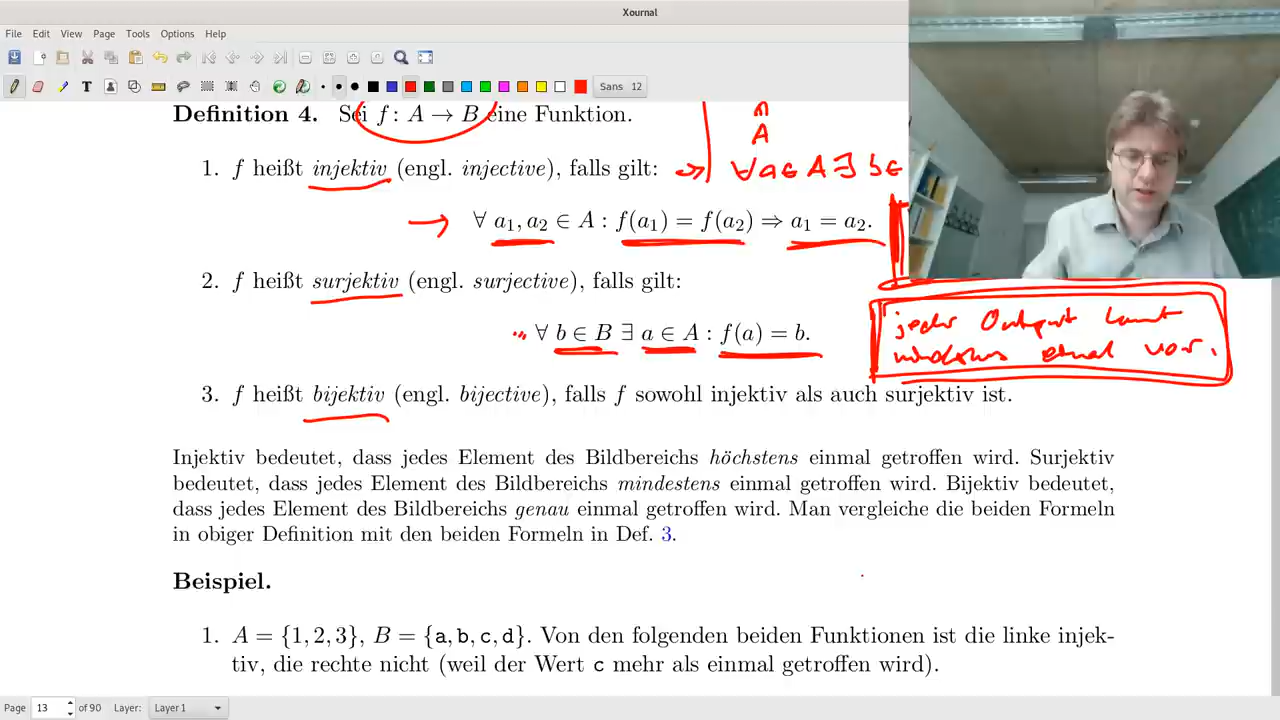 Xournal
File Edit View Page Tools Options Help
Sans 12
Definition 4. Sei f : A → B eine Funktion.
A
1. f heißt injektiv (engl. injective), falls gilt: ∀ a ∈ A ∃ b ∈
∀ a₁, a₂ ∈ A : f(a₁) = f(a₂) ⇒ a₁ = a₂.
2. f heißt surjektiv (engl. surjective), falls gilt:
jeder Output kommt
∀ b ∈ B ∃ a ∈ A : f(a) = b.
mindestens einmal vor.
3. f heißt bijektiv (engl. bijective), falls f sowohl injektiv als auch surjektiv ist.
Injektiv bedeutet, dass jedes Element des Bildbereichs höchstens einmal getroffen wird. Surjektiv
bedeutet, dass jedes Element des Bildbereichs mindestens einmal getroffen wird. Bijektiv bedeutet,
dass jedes Element des Bildbereichs genau einmal getroffen wird. Man vergleiche die beiden Formeln
in obiger Definition mit den beiden Formeln in Def. 3.
Beispiel.
1. A = {1, 2, 3}, B = {a, b, c, d}. Von den folgenden beiden Funktionen ist die linke injek-
tiv, die rechte nicht (weil der Wert c mehr als einmal getroffen wird).
Page 13 of 90 Layer: Layer 1